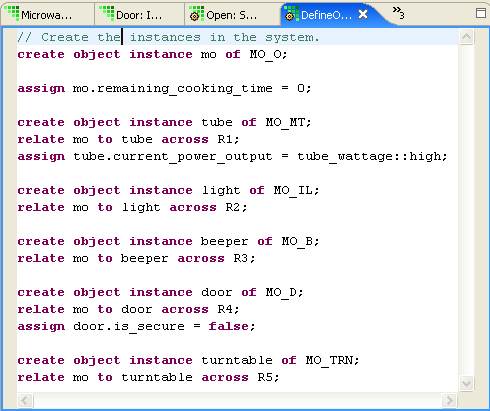 Microwa...
Door: I...
Open: S...
DefineO...
»3
// Create the instances in the system.
create object instance mo of MO_O;
assign mo.remaining_cooking_time = 0;
create object instance tube of MO_MT;
relate mo to tube across R1;
assign tube.current_power_output = tube_wattage::high;
create object instance light of MO_IL;
relate mo to light across R2;
create object instance beeper of MO_B;
relate mo to beeper across R3;
create object instance door of MO_D;
relate mo to door across R4;
assign door.is_secure = false;
create object instance turntable of MO_TRN;
relate mo to turntable across R5;